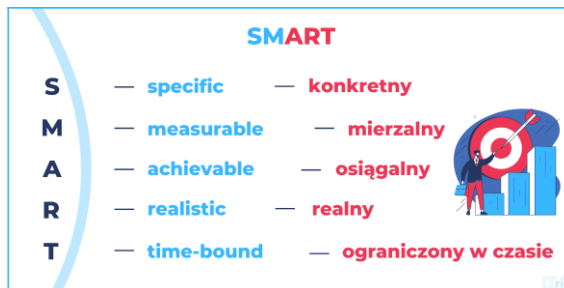 SMART
S — specific — konkretny
M — measurable — mierzalny
A — achievable — osiągalny
R — realistic — realny
T — time-bound — ograniczony w czasie